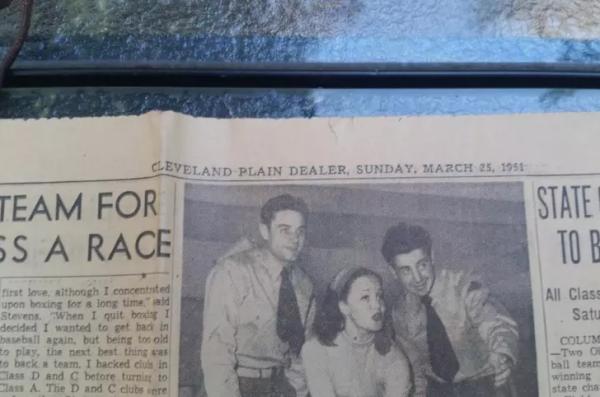 CLEVELAND PLAIN DEALER, SUNDAY, MARCH 25, 1951
TEAM FOR
SS A RACE
first love, although I concentrated
upon boxing for a long time," said
Stevens. "When I quit boxing I
decided I wanted to get back in
baseball again, but being too old
to play, the next best thing was
to back a team. I backed clubs in
Class D and C before turning to
Class A. The D and C clubs were
STATE
TO B
All Class
Satu
COLUM
—Two Oh
ball team
winning
state cha